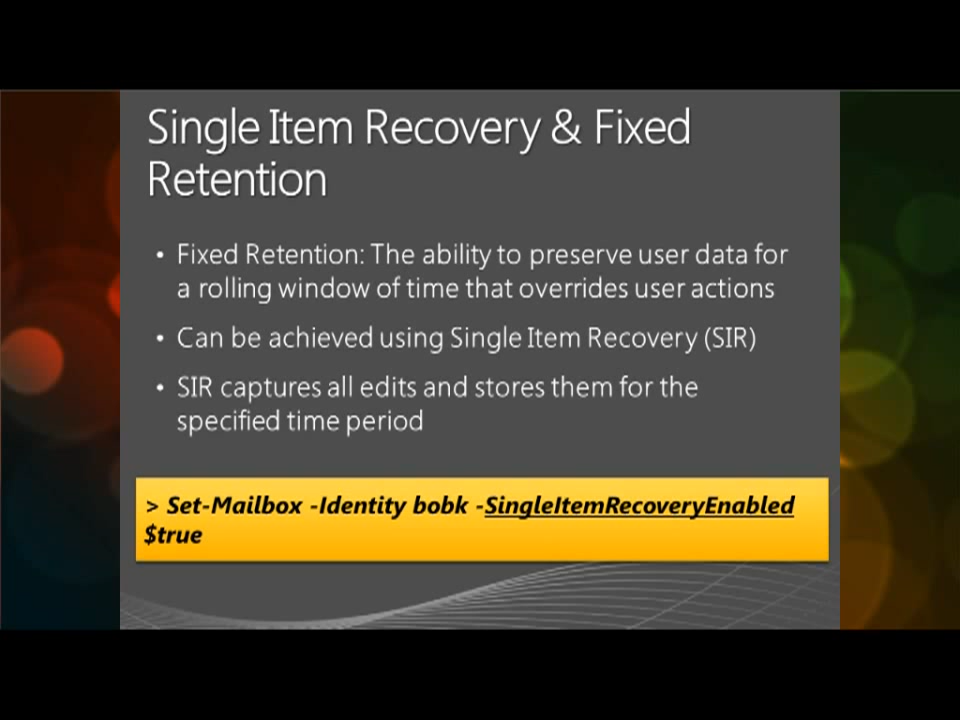 Single Item Recovery & Fixed
Retention
• Fixed Retention: The ability to preserve user data for
a rolling window of time that overrides user actions
• Can be achieved using Single Item Recovery (SIR)
• SIR captures all edits and stores them for the
specified time period
> Set-Mailbox -Identity bobk -SingleItemRecoveryEnabled
$true